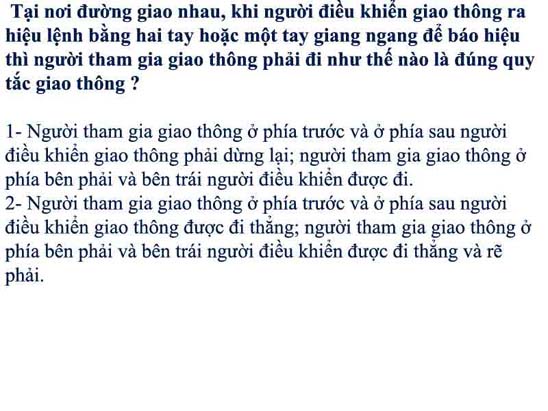 Tại nơi đường giao nhau, khi người điều khiển giao thông ra
hiệu lệnh bằng hai tay hoặc một tay giang ngang để báo hiệu
thì người tham gia giao thông phải đi như thế nào là đúng quy
tắc giao thông ?
1- Người tham gia giao thông ở phía trước và ở phía sau người
điều khiển giao thông phải dừng lại; người tham gia giao thông ở
phía bên phải và bên trái người điều khiển được đi.
2- Người tham gia giao thông ở phía trước và ở phía sau người
điều khiển giao thông được đi thẳng; người tham gia giao thông ở
phía bên phải và bên trái người điều khiển được đi thẳng và rẽ
phải.